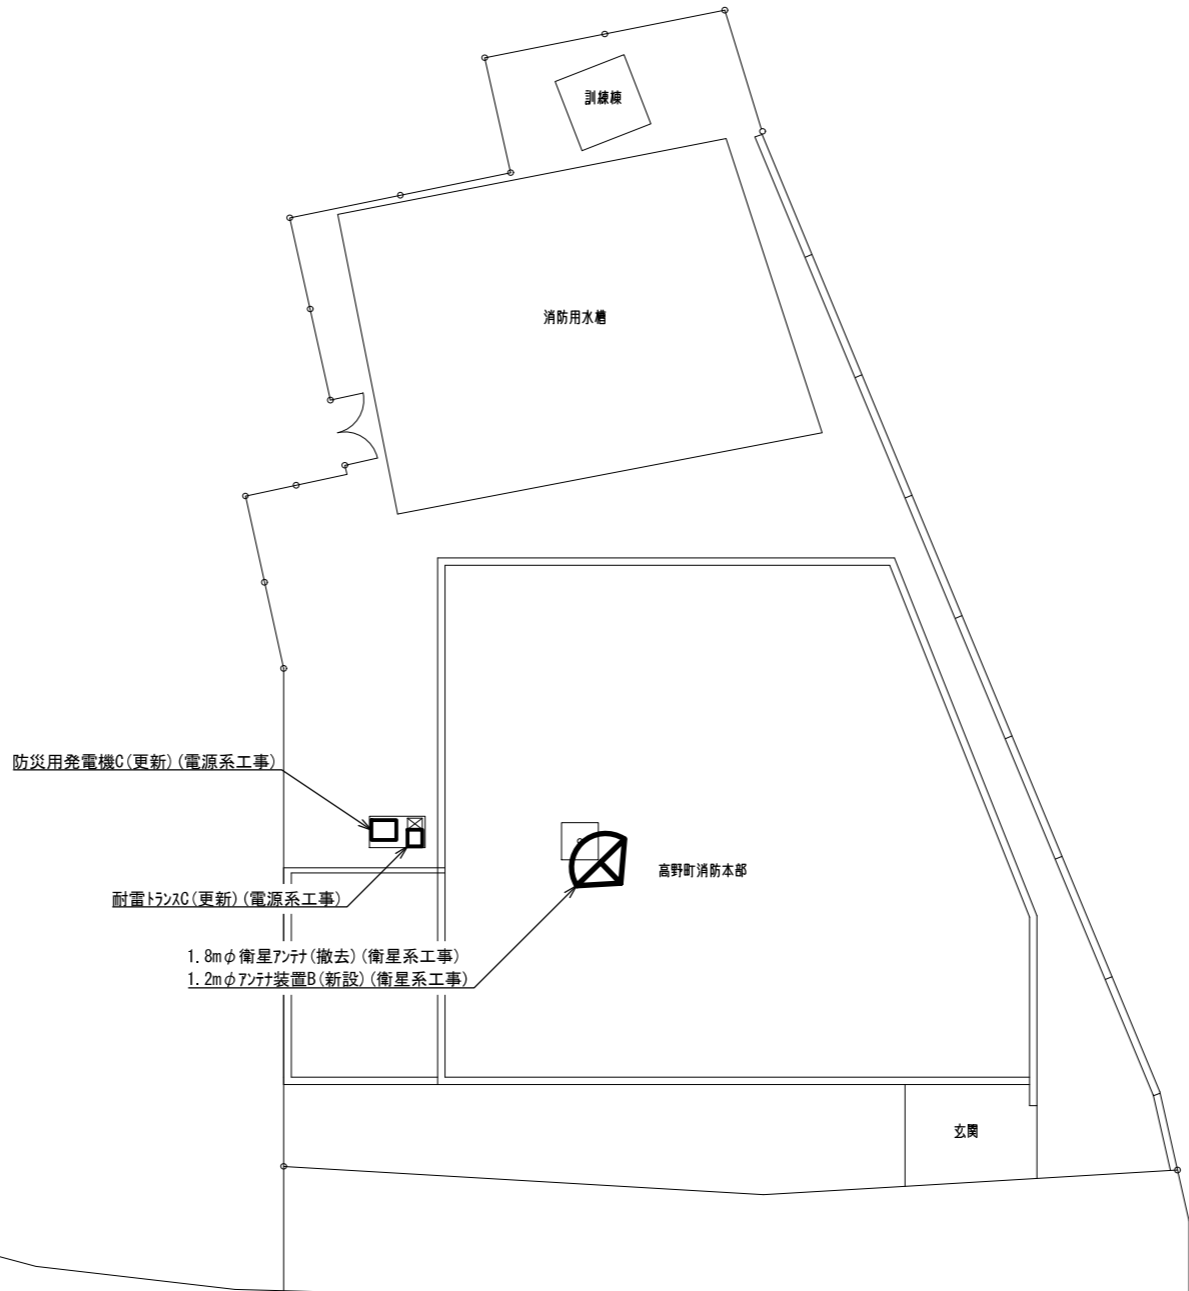 訓練棟
消防用水槽
防災用発電機C(更新)(電源系工事)
耐雷トランスC(更新)(電源系工事)
高野町消防本部
1.8mφ衛星アンテナ(撤去)(衛星系工事)
1.2mφアンテナ装置B(新設)(衛星系工事)
玄関